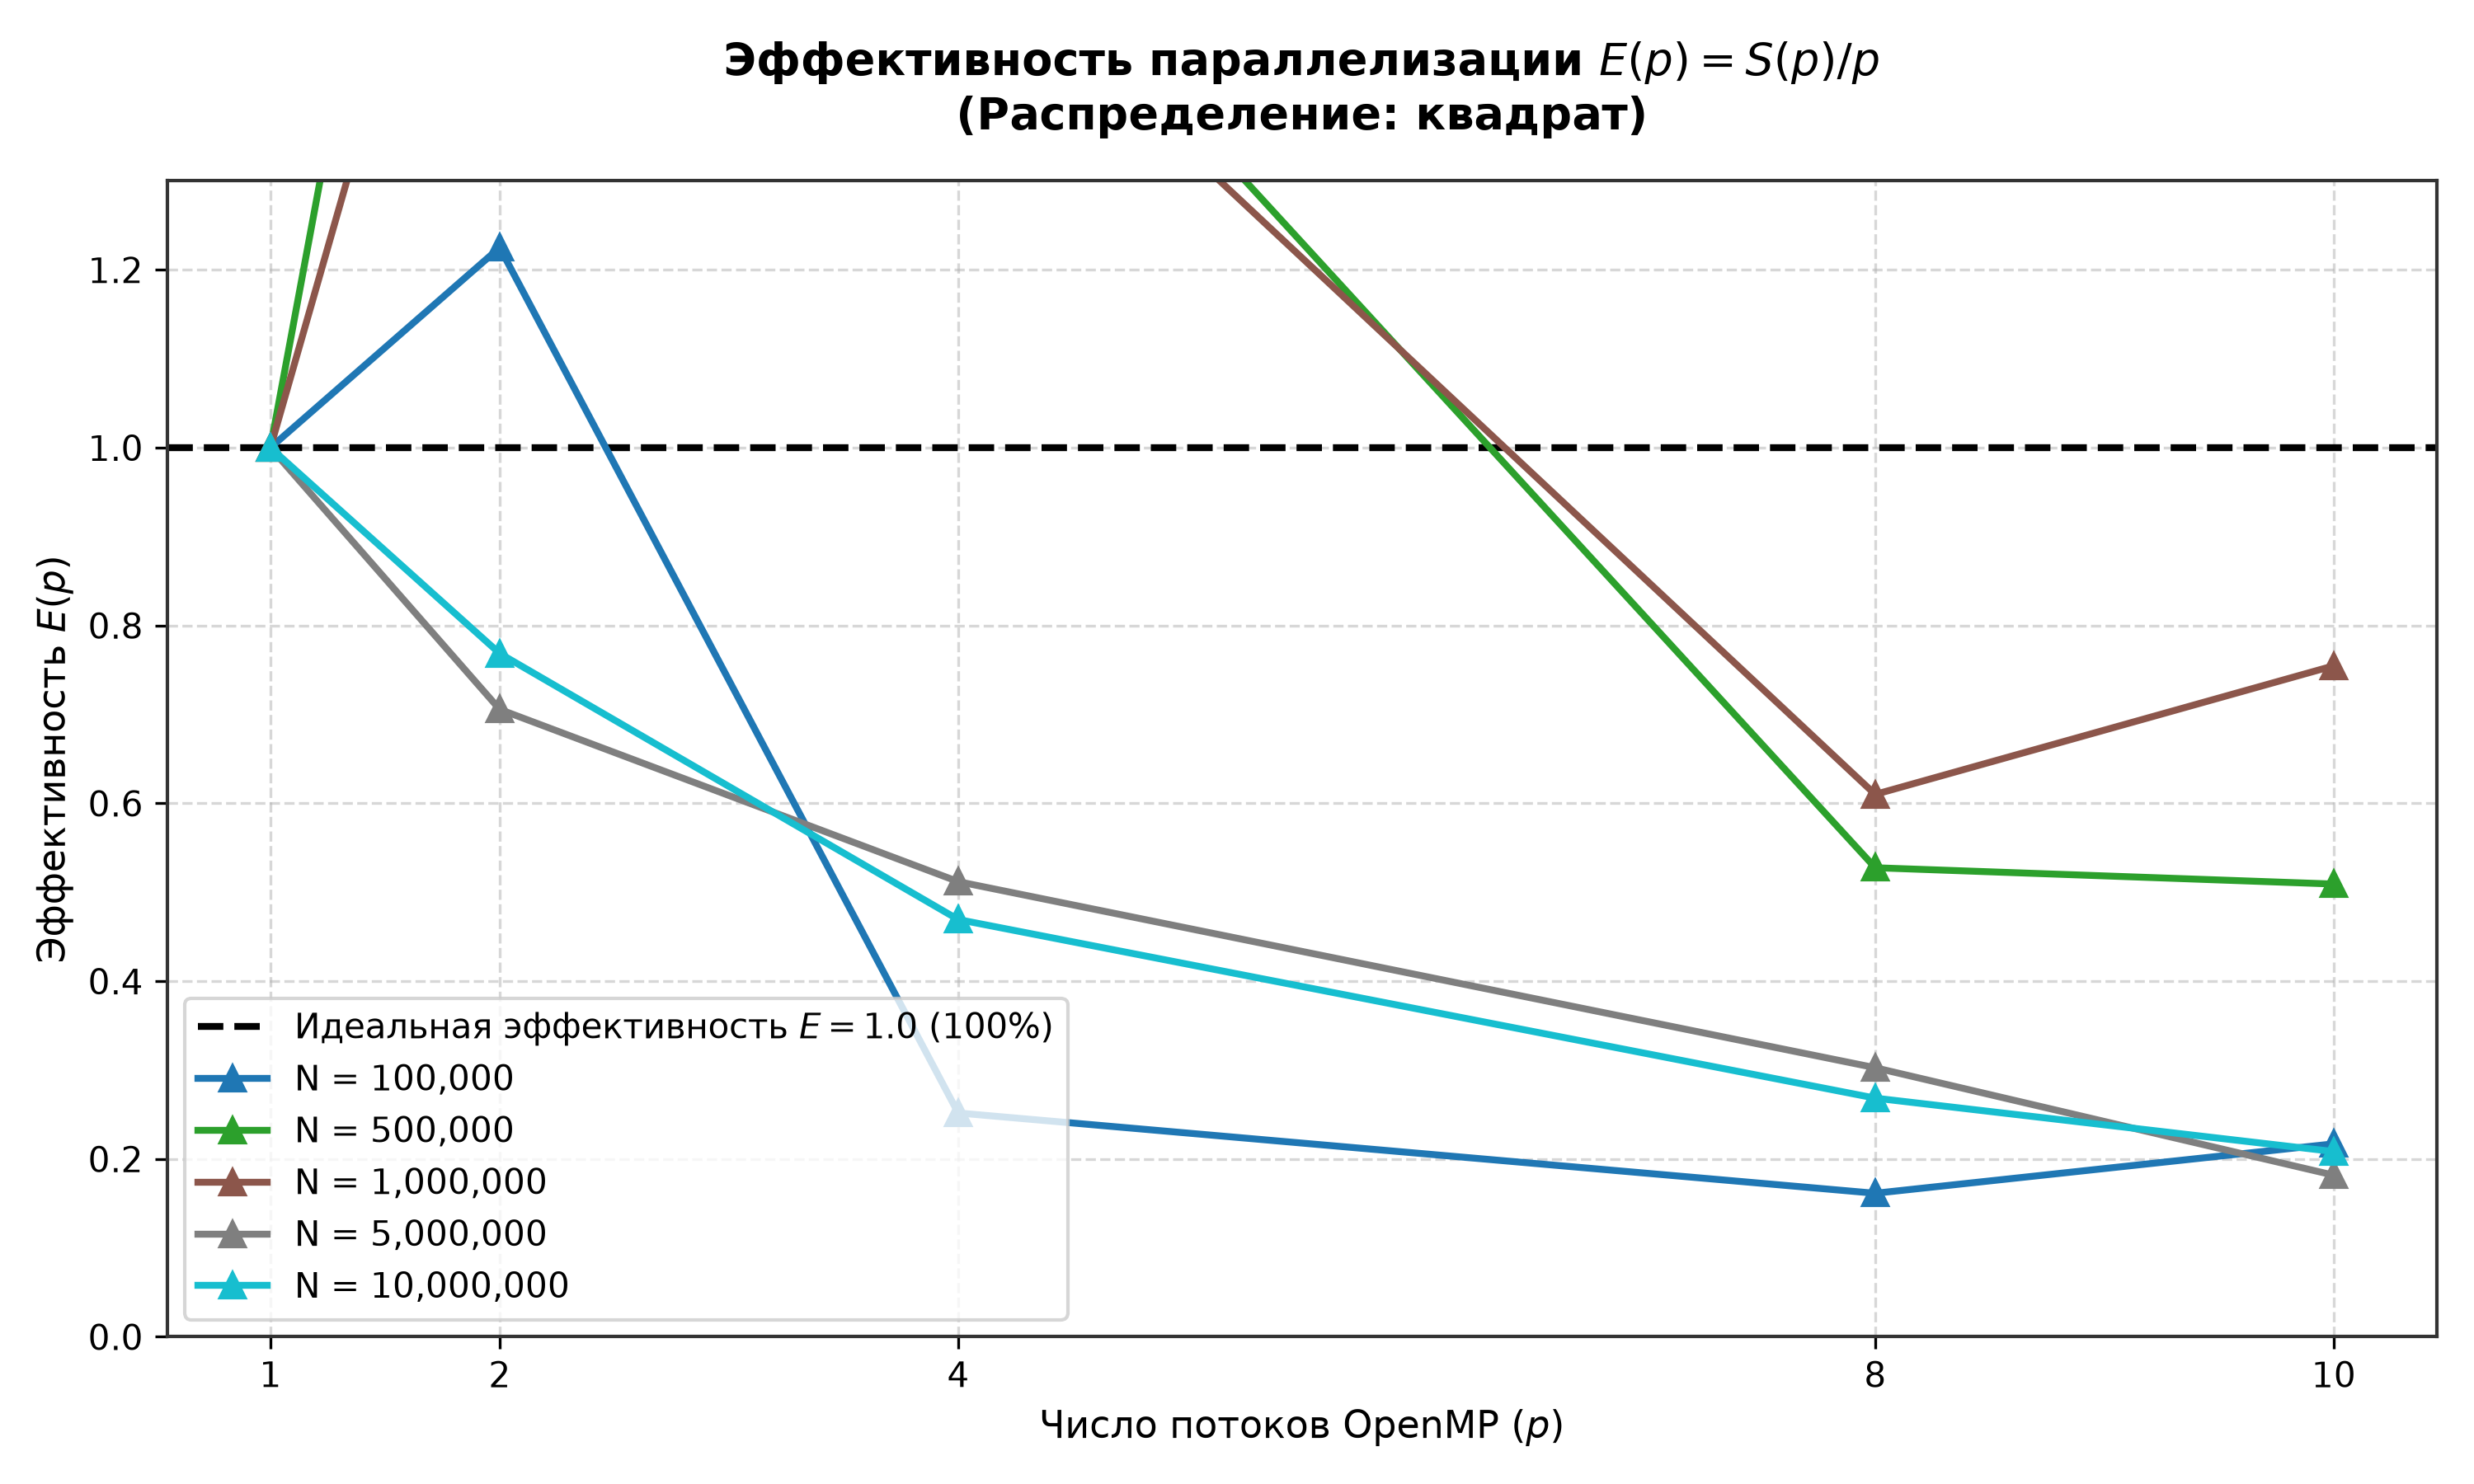 Эффективность параллелизации E(p) = S(p)/p
(Распределение: квадрат)
Эффективность E(p)
1.2
1.0
0.8
0.6
0.4
0.2
0.0
Идеальная эффективность E = 1.0 (100%)
N = 100,000
N = 500,000
N = 1,000,000
N = 5,000,000
N = 10,000,000
1 2 4 8 10
Число потоков OpenMP (p)